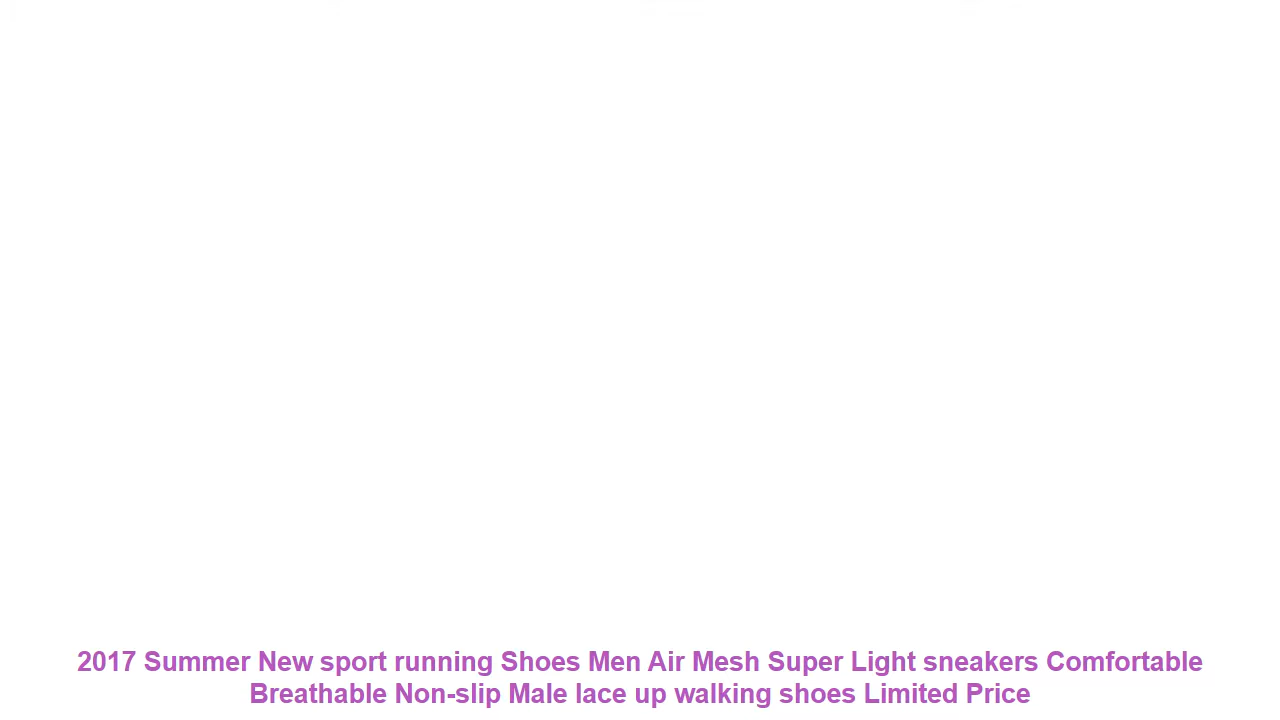 2017 Summer New sport running Shoes Men Air Mesh Super Light sneakers Comfortable
Breathable Non-slip Male lace up walking shoes Limited Price